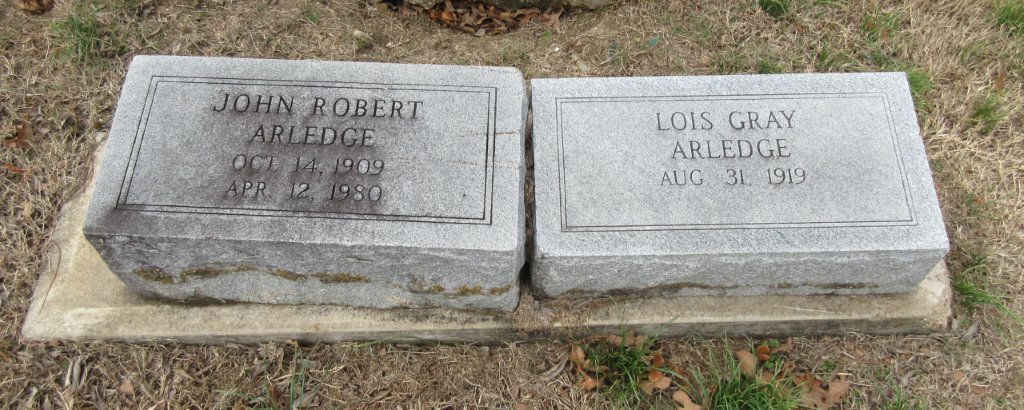 JOHN ROBERT
ARLEDGE
OCT. 14, 1909
APR. 12, 1980
LOIS GRAY
ARLEDGE
AUG. 31, 1919